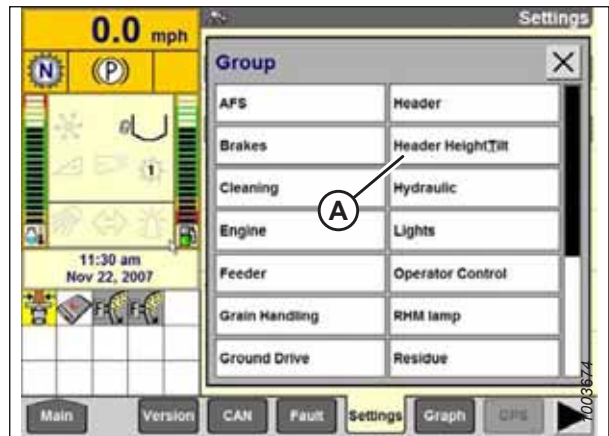 0.0 mph
N
(P)
1
11:30 am
Nov 22, 2007
F
F
Settings
Group
X
AFS
Header
Brakes
Header Height\Tilt
Cleaning
Hydraulic
A
Engine
Lights
Feeder
Operator Control
Grain Handling
RHM lamp
Ground Drive
Residue
Main
Version
CAN
Fault
Settings
Graph
GPS
1003674